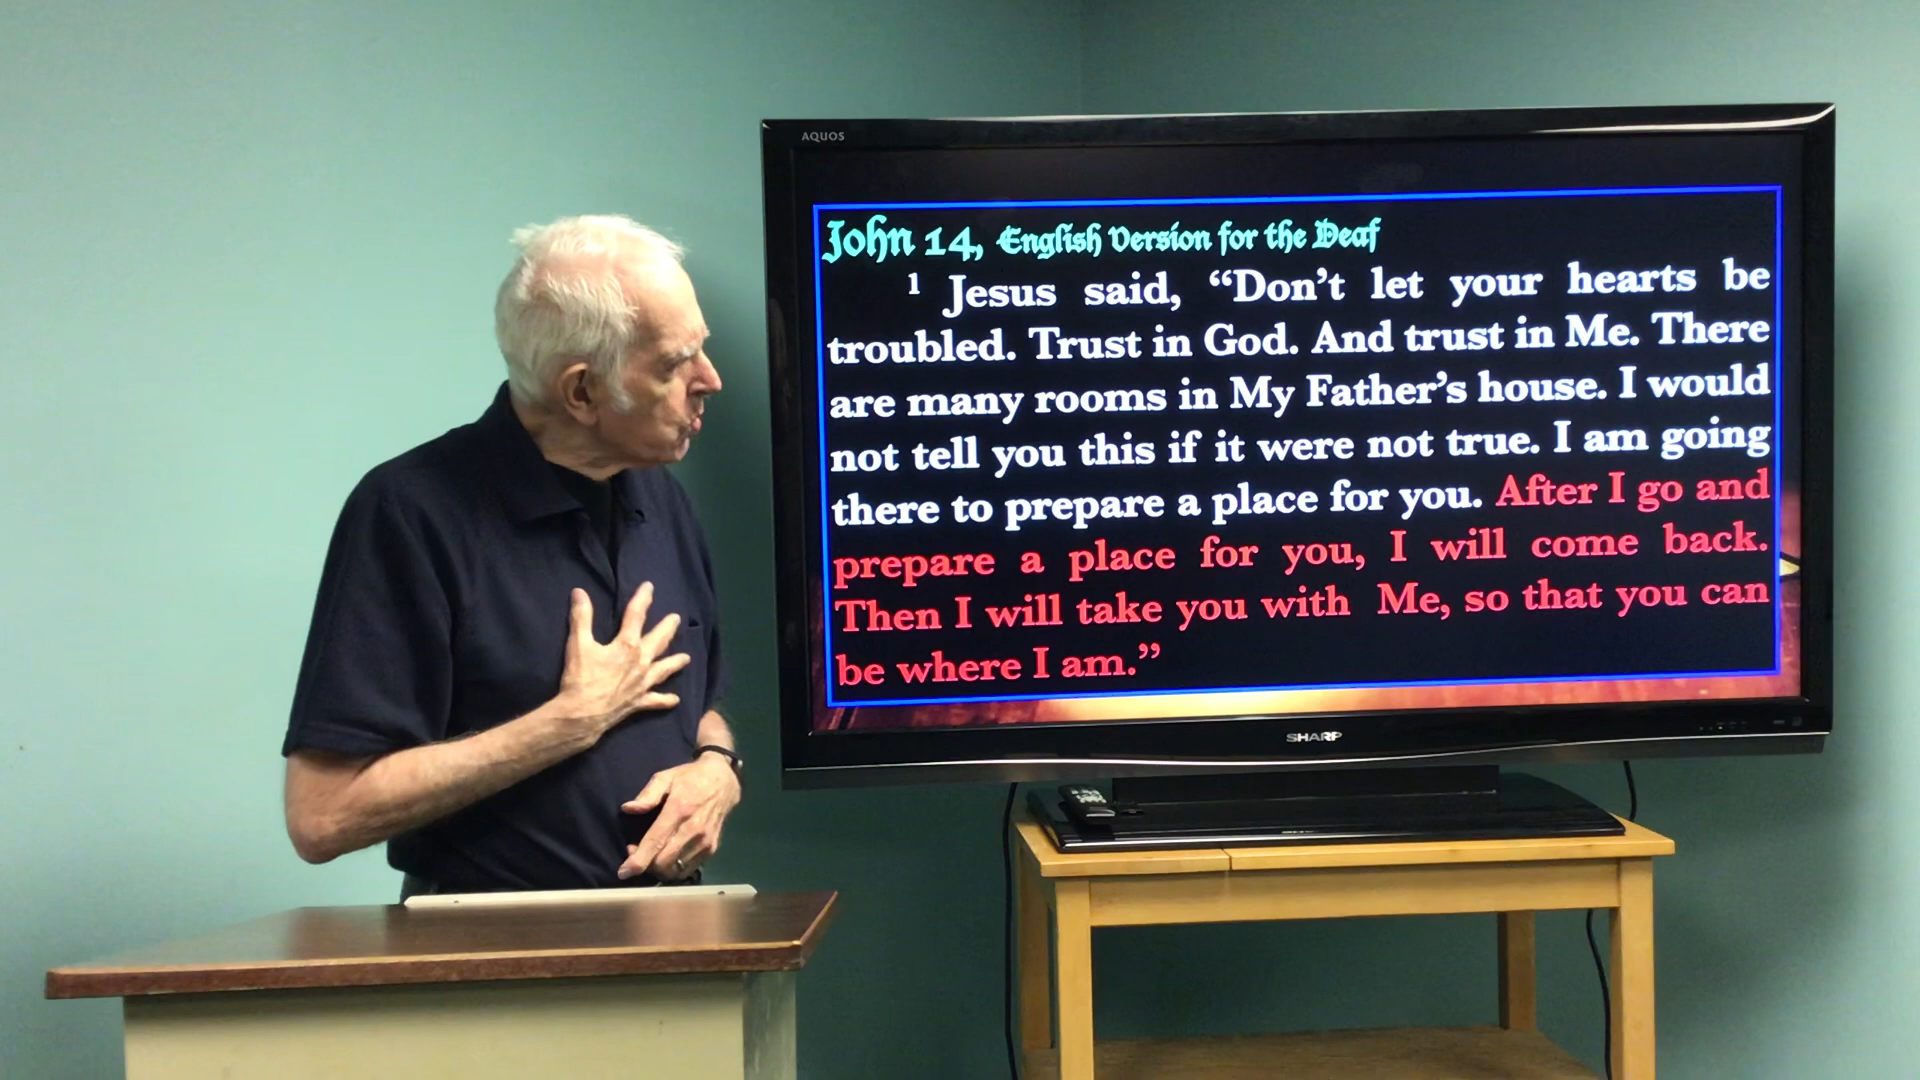 AQUOS
John 14, English Version for the Deaf
1 Jesus said, “Don’t let your hearts be
troubled. Trust in God. And trust in Me. There
are many rooms in My Father’s house. I would
not tell you this if it were not true. I am going
there to prepare a place for you. After I go and
prepare a place for you, I will come back.
Then I will take you with Me, so that you can
be where I am.”
SHARP